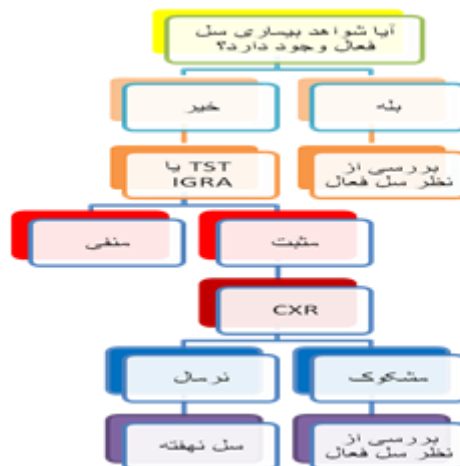 آیا شواهد بیماری سل
فعال وجود دارد؟
بله
خیر
بررسی از
نظر سل فعال
TST یا
IGRA
مثبت
منفی
CXR
مشکوک
نرمال
بررسی از
نظر سل فعال
سل نهفته